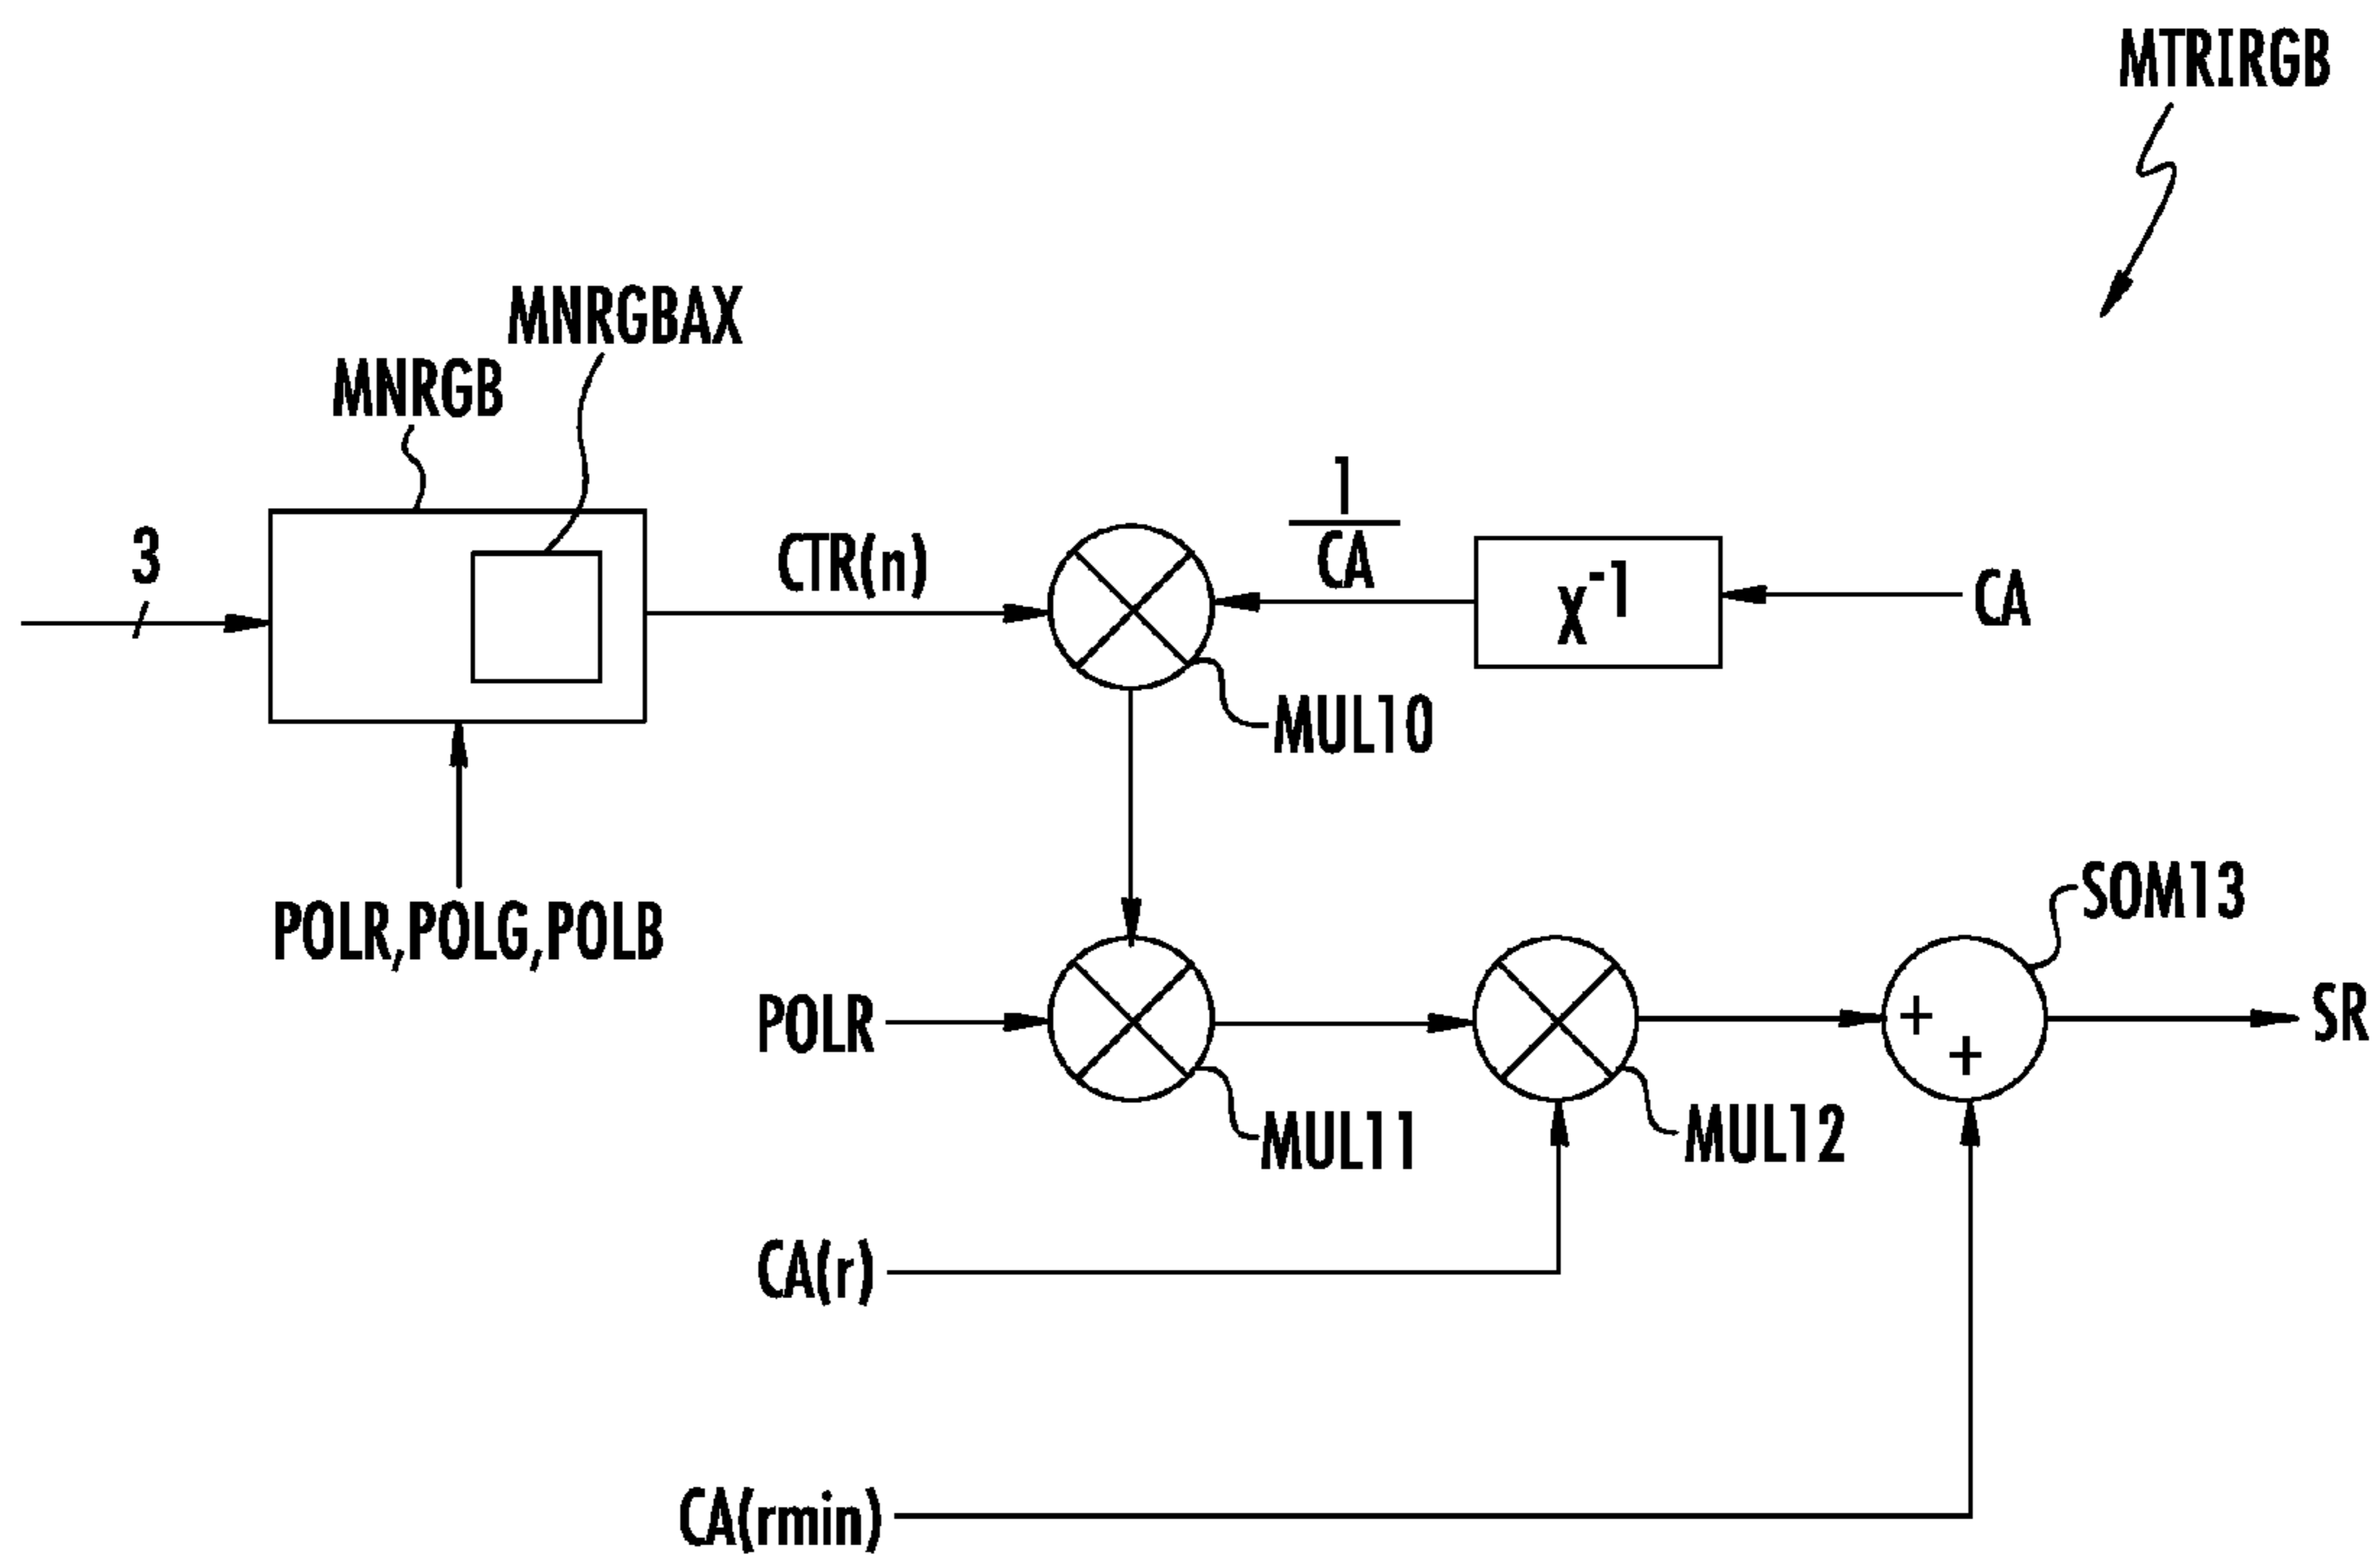 MTRIRGB
MNRGBAX
MNRGB
3
CTR(n)
1
CA
X-1
CA
MUL10
POLR,POLG,POLB
SOM13
POLR
+
+
SR
MUL11
MUL12
CA(r)
CA(rmin)